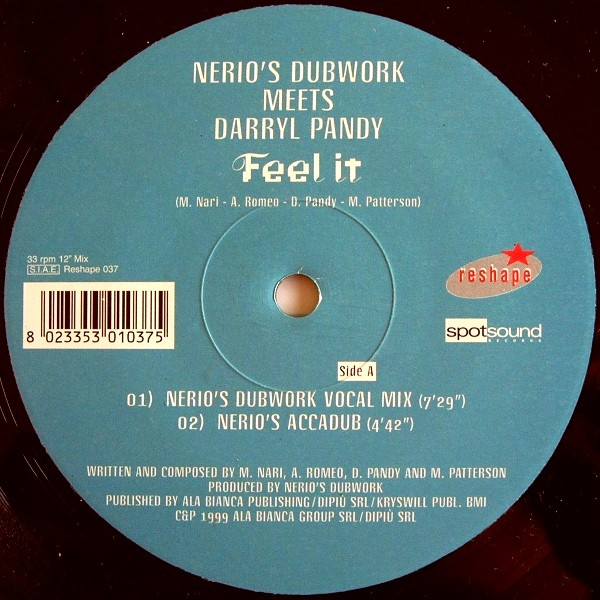 NERIO'S DUBWORK
MEETS
DARRYL PANDY
Feel it
(M. Nari - A. Romeo - D. Pandy - M. Patterson)
33 rpm 12" Mix
S.I.A.E. Reshape 037
8 023353 010375
reshape
spotsound
RECORDS
Side A
01) NERIO'S DUBWORK VOCAL MIX (7'29")
02) NERIO'S ACCADUB (4'42")
WRITTEN AND COMPOSED BY M. NARI, A. ROMEO, D. PANDY AND M. PATTERSON
PRODUCED BY NERIO'S DUBWORK
PUBLISHED BY ALA BIANCA PUBLISHING/DIPIÙ SRL/KRYSWILL PUBL. BMI
C&P 1999 ALA BIANCA GROUP SRL/DIPIÙ SRL